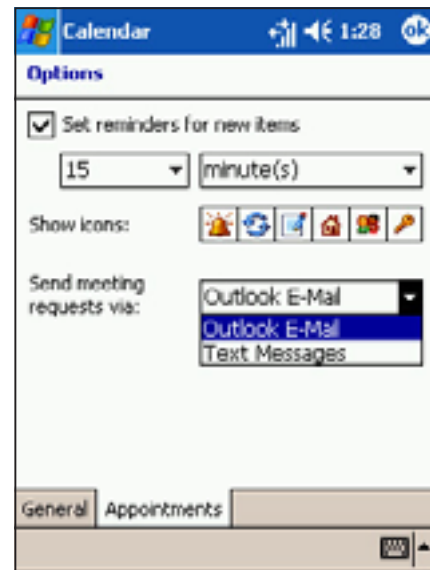 Calendar 1:28 ok
Options
Set reminders for new items
15 minute(s)
Show icons:
Send meeting
requests via:
Outlook E-Mail
Outlook E-Mail
Text Messages
General Appointments